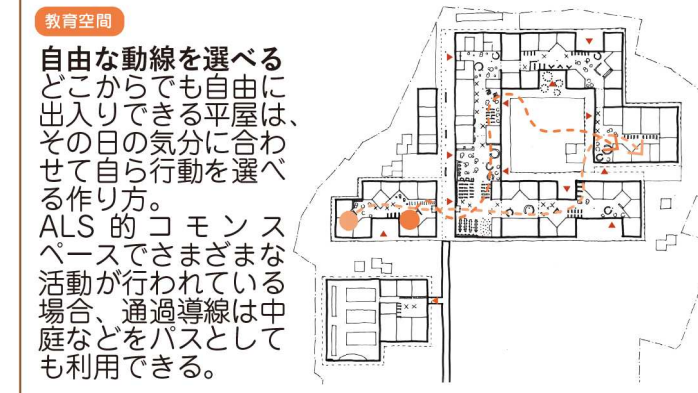 教育空間
自由な動線を選べる
どこからでも自由に
出入りできる平屋は、
その日の気分に合わ
せて自ら行動を選べ
る作り方。
ALS的コモンス
ペースでさまざまな
活動が行われている
場合、通過導線は中
庭などをパスとして
も利用できる。